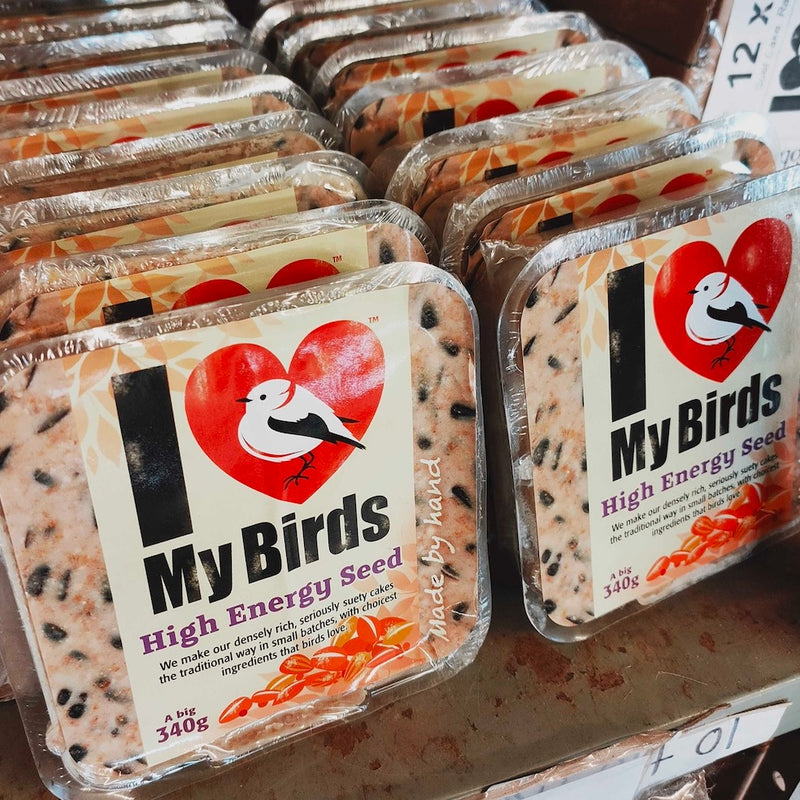 I
TM
My Birds
High Energy Seed
We make our densely rich, seriously suety cakes
the traditional way in small batches, with choicest
ingredients that birds love.
A big
340g
Made by hand
I
TM
My Birds
High Energy Seed
We make our densely rich, seriously suety cakes
the traditional way in small batches, with choicest
ingredients that birds love.
A big
340g
TM
12 x
+ 01